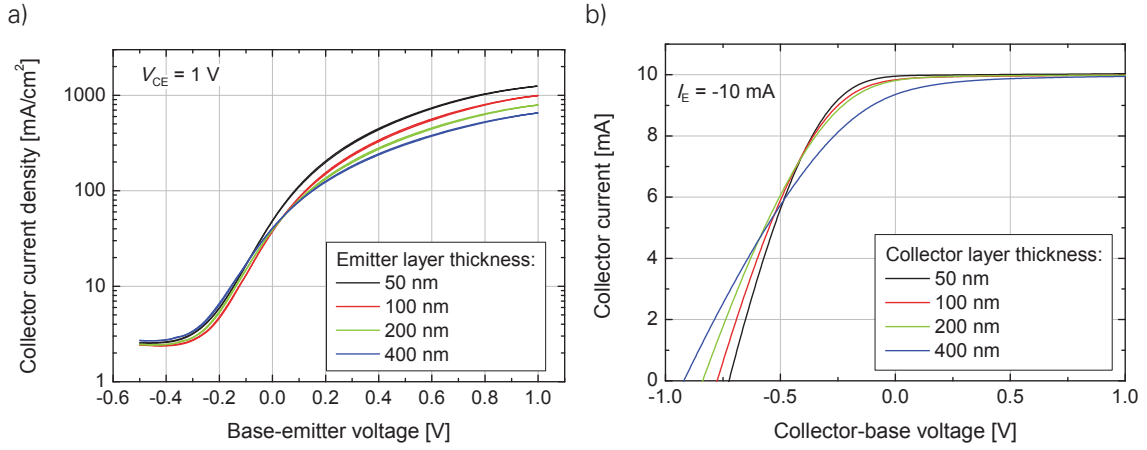 a)
V_CE = 1 V
Collector current density [mA/cm²]
1000
100
10
1
-0.6 -0.4 -0.2 0.0 0.2 0.4 0.6 0.8 1.0
Base-emitter voltage [V]
Emitter layer thickness:
50 nm
100 nm
200 nm
400 nm
b)
I_E = -10 mA
Collector current [mA]
10
8
6
4
2
0
-1.0 -0.5 0.0 0.5 1.0
Collector-base voltage [V]
Collector layer thickness:
50 nm
100 nm
200 nm
400 nm